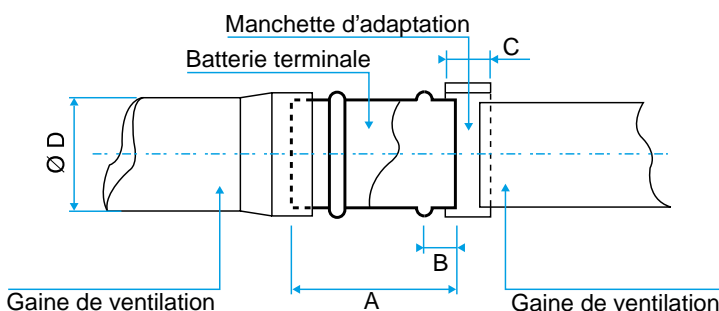 Manchette d'adaptation
C
Batterie terminale
Ø D
B
A
Gaine de ventilation
Gaine de ventilation